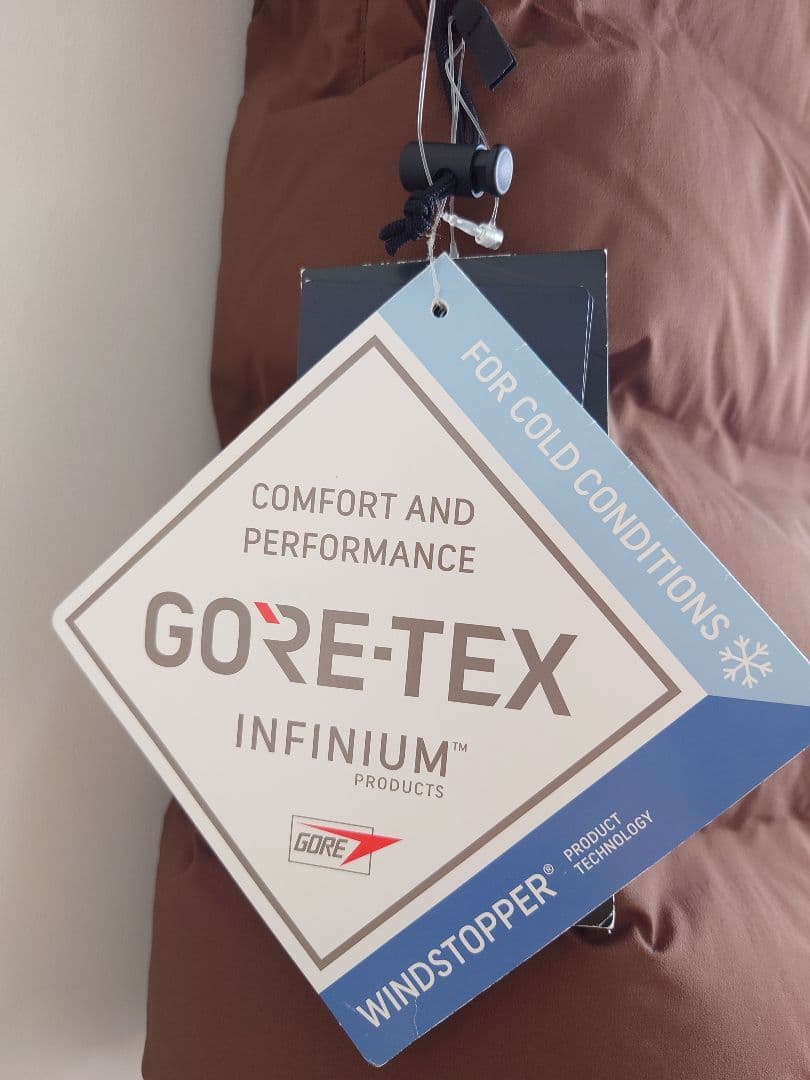 FOR COLD CONDITIONS
COMFORT AND
PERFORMANCE
GORE-TEX
INFINIUM™
PRODUCTS
GORE
WINDSTOPPER®
PRODUCT
TECHNOLOGY